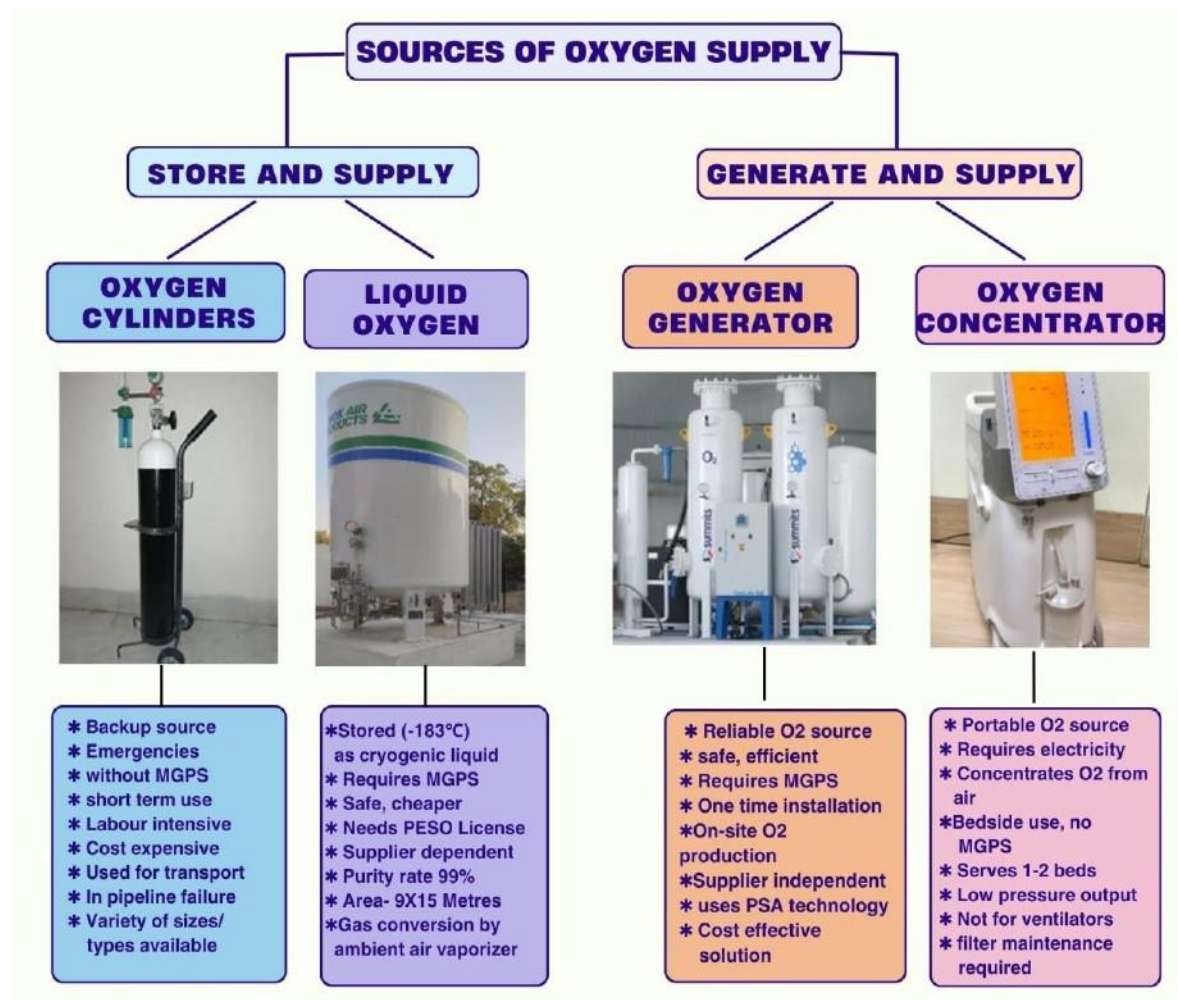 SOURCES OF OXYGEN SUPPLY
STORE AND SUPPLY
GENERATE AND SUPPLY
OXYGEN
CYLINDERS
LIQUID
OXYGEN
OXYGEN
GENERATOR
OXYGEN
CONCENTRATOR
AIR
O2
summits
summits
* Backup source
* Emergencies
* without MGPS
* short term use
* Labour intensive
* Cost expensive
* Used for transport
* In pipeline failure
* Variety of sizes/
types available
*Stored (-183℃)
as cryogenic liquid
* Requires MGPS
* Safe, cheaper
* Needs PESO License
* Supplier dependent
* Purity rate 99%
* Area- 9X15 Metres
*Gas conversion by
ambient air vaporizer
* Reliable O2 source
* safe, efficient
* Requires MGPS
* One time installation
*On-site O2
production
*Supplier independent
* uses PSA technology
* Cost effective
solution
* Portable O2 source
* Requires electricity
* Concentrates O2 from
air
*Bedside use, no
MGPS
* Serves 1-2 beds
* Low pressure output
* Not for ventilators
* filter maintenance
required